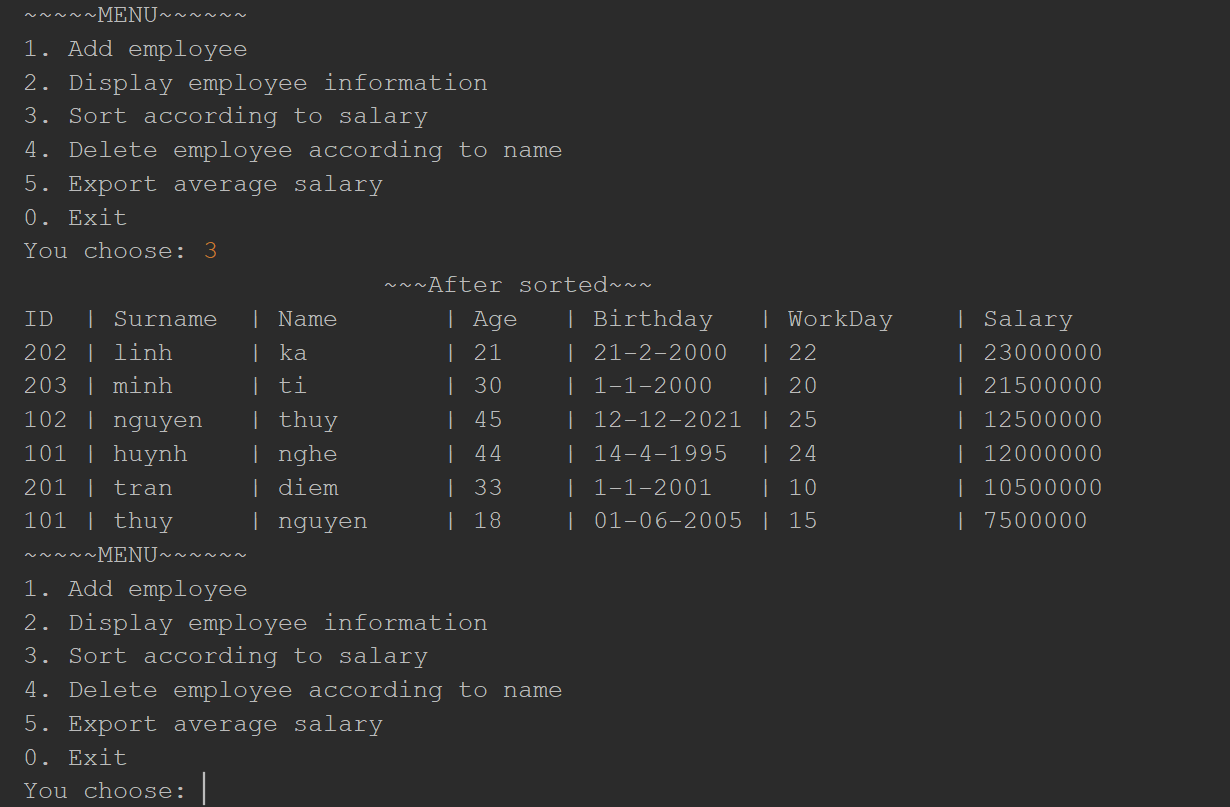 ~~~~~MENU~~~~~~
1. Add employee
2. Display employee information
3. Sort according to salary
4. Delete employee according to name
5. Export average salary
0. Exit
You choose: 3
~~~After sorted~~~
ID  | Surname  | Name       | Age   | Birthday   | WorkDay    | Salary
202 | linh     | ka         | 21    | 21-2-2000  | 22         | 23000000
203 | minh     | ti         | 30    | 1-1-2000   | 20         | 21500000
102 | nguyen   | thuy       | 45    | 12-12-2021 | 25         | 12500000
101 | huynh    | nghe       | 44    | 14-4-1995  | 24         | 12000000
201 | tran     | diem       | 33    | 1-1-2001   | 10         | 10500000
101 | thuy     | nguyen     | 18    | 01-06-2005 | 15         | 7500000
~~~~~MENU~~~~~~
1. Add employee
2. Display employee information
3. Sort according to salary
4. Delete employee according to name
5. Export average salary
0. Exit
You choose: